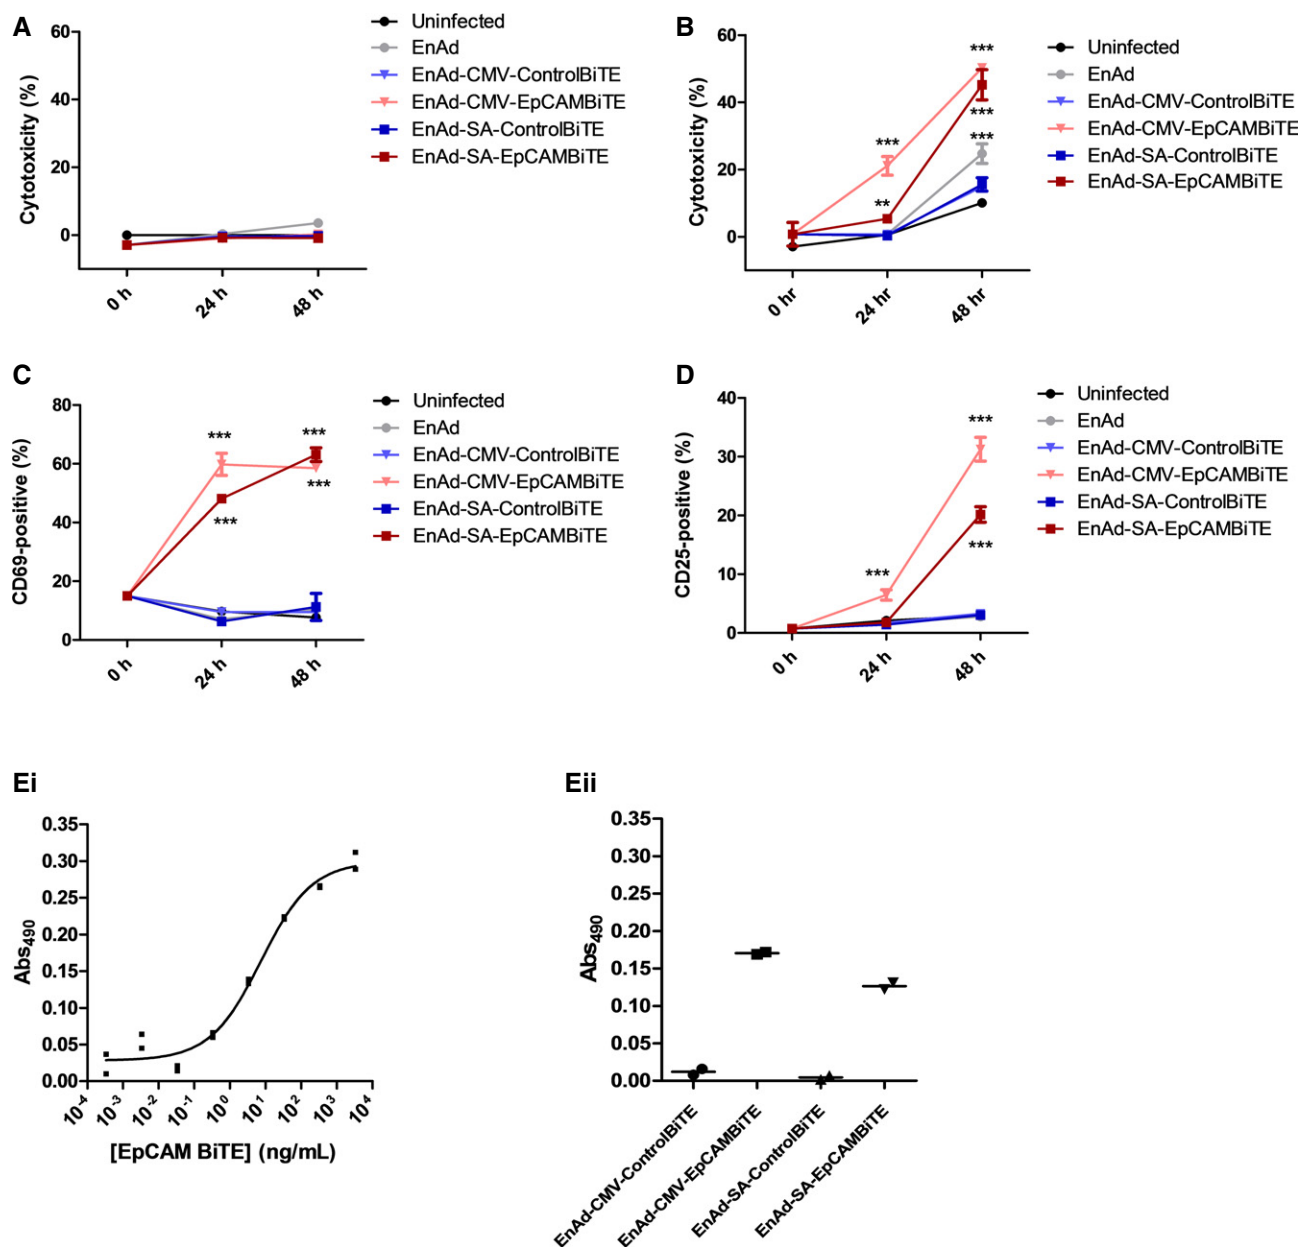 A
Cytotoxicity (%)
60
40
20
0
0 h
24 h
48 h
Uninfected
EnAd
EnAd-CMV-ControlBiTE
EnAd-CMV-EpCAMBiTE
EnAd-SA-ControlBiTE
EnAd-SA-EpCAMBiTE
B
Cytotoxicity (%)
60
40
20
0
***
**
***
***
***
0 hr
24 hr
48 hr
Uninfected
EnAd
EnAd-CMV-ControlBiTE
EnAd-CMV-EpCAMBiTE
EnAd-SA-ControlBiTE
EnAd-SA-EpCAMBiTE
C
CD69-positive (%)
80
60
40
20
0
***
***
***
***
0 h
24 h
48 h
Uninfected
EnAd
EnAd-CMV-ControlBiTE
EnAd-CMV-EpCAMBiTE
EnAd-SA-ControlBiTE
EnAd-SA-EpCAMBiTE
D
CD25-positive (%)
40
30
20
10
0
***
***
***
0 h
24 h
48 h
Uninfected
EnAd
EnAd-CMV-ControlBiTE
EnAd-CMV-EpCAMBiTE
EnAd-SA-ControlBiTE
EnAd-SA-EpCAMBiTE
Ei
Abs490
0.35
0.30
0.25
0.20
0.15
0.10
0.05
0.00
10-4
10-3
10-2
10-1
100
101
102
103
104
[EpCAM BiTE] (ng/mL)
Eii
Abs490
0.35
0.30
0.25
0.20
0.15
0.10
0.05
0.00
EnAd-CMV-ControlBiTE
EnAd-CMV-EpCAMBiTE
EnAd-SA-ControlBiTE
EnAd-SA-EpCAMBiTE